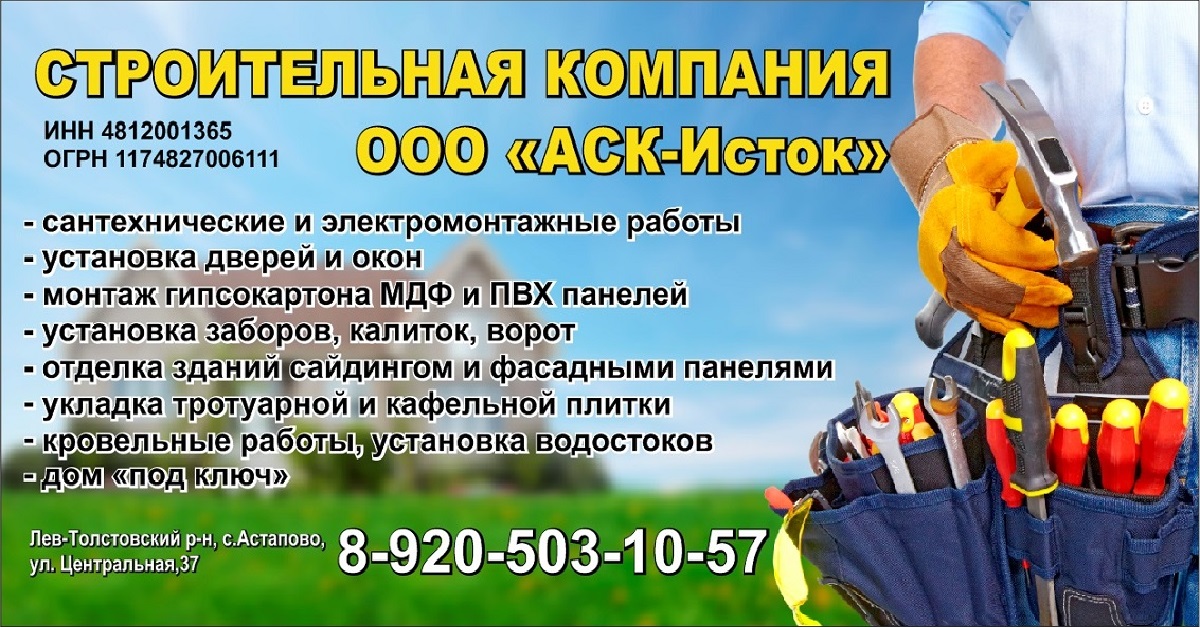 СТРОИТЕЛЬНАЯ КОМПАНИЯ
ООО «АСК-Исток»
ИНН 4812001365
ОГРН 1174827006111
- сантехнические и электромонтажные работы
- установка дверей и окон
- монтаж гипсокартона МДФ и ПВХ панелей
- установка заборов, калиток, ворот
- отделка зданий сайдингом и фасадными панелями
- укладка тротуарной и кафельной плитки
- кровельные работы, установка водостоков
- дом «под ключ»
Лев-Толстовский р-н, с.Астапово,
ул. Центральная,37
8-920-503-10-57